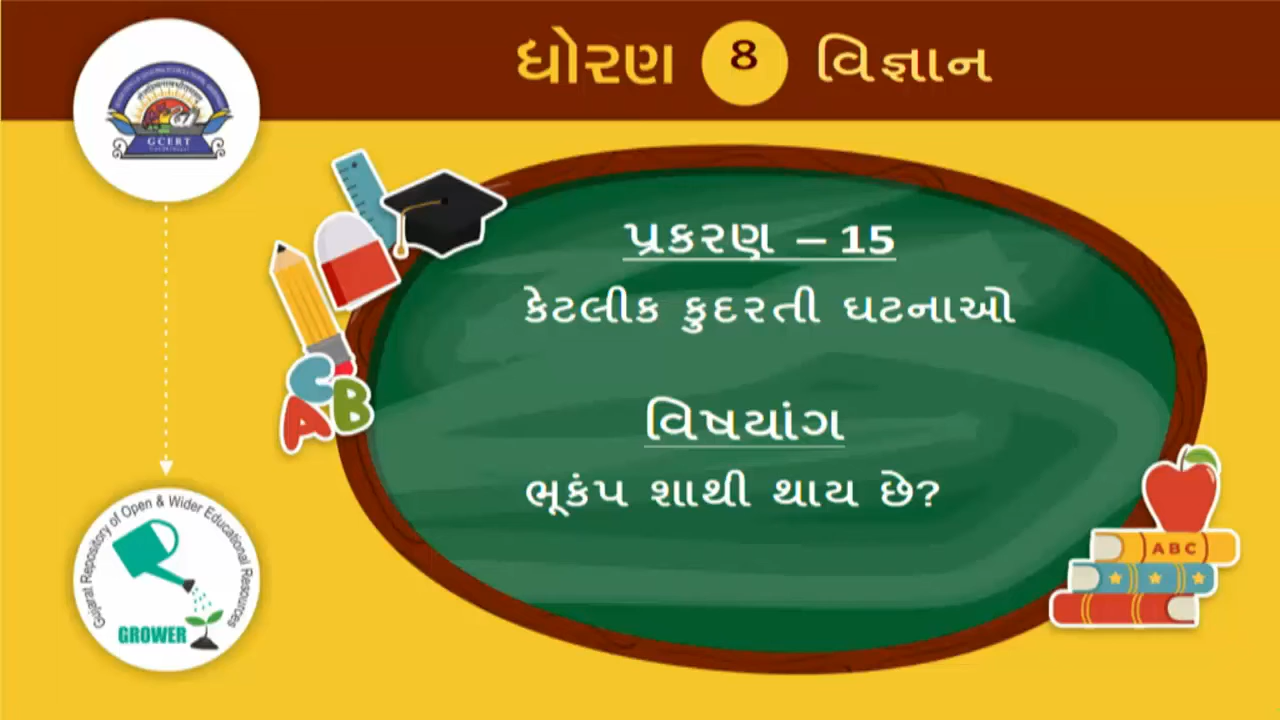 ધોરણ 8 વિજ્ઞાન
GCERT
પ્રકરણ – 15
કેટલીક કુદરતી ઘટનાઓ
વિષયાંગ
ભૂકંપ શાથી થાય છે?
C
A B
ABC
Gujarat Repository of Open & Wider Educational Resources
GROWER